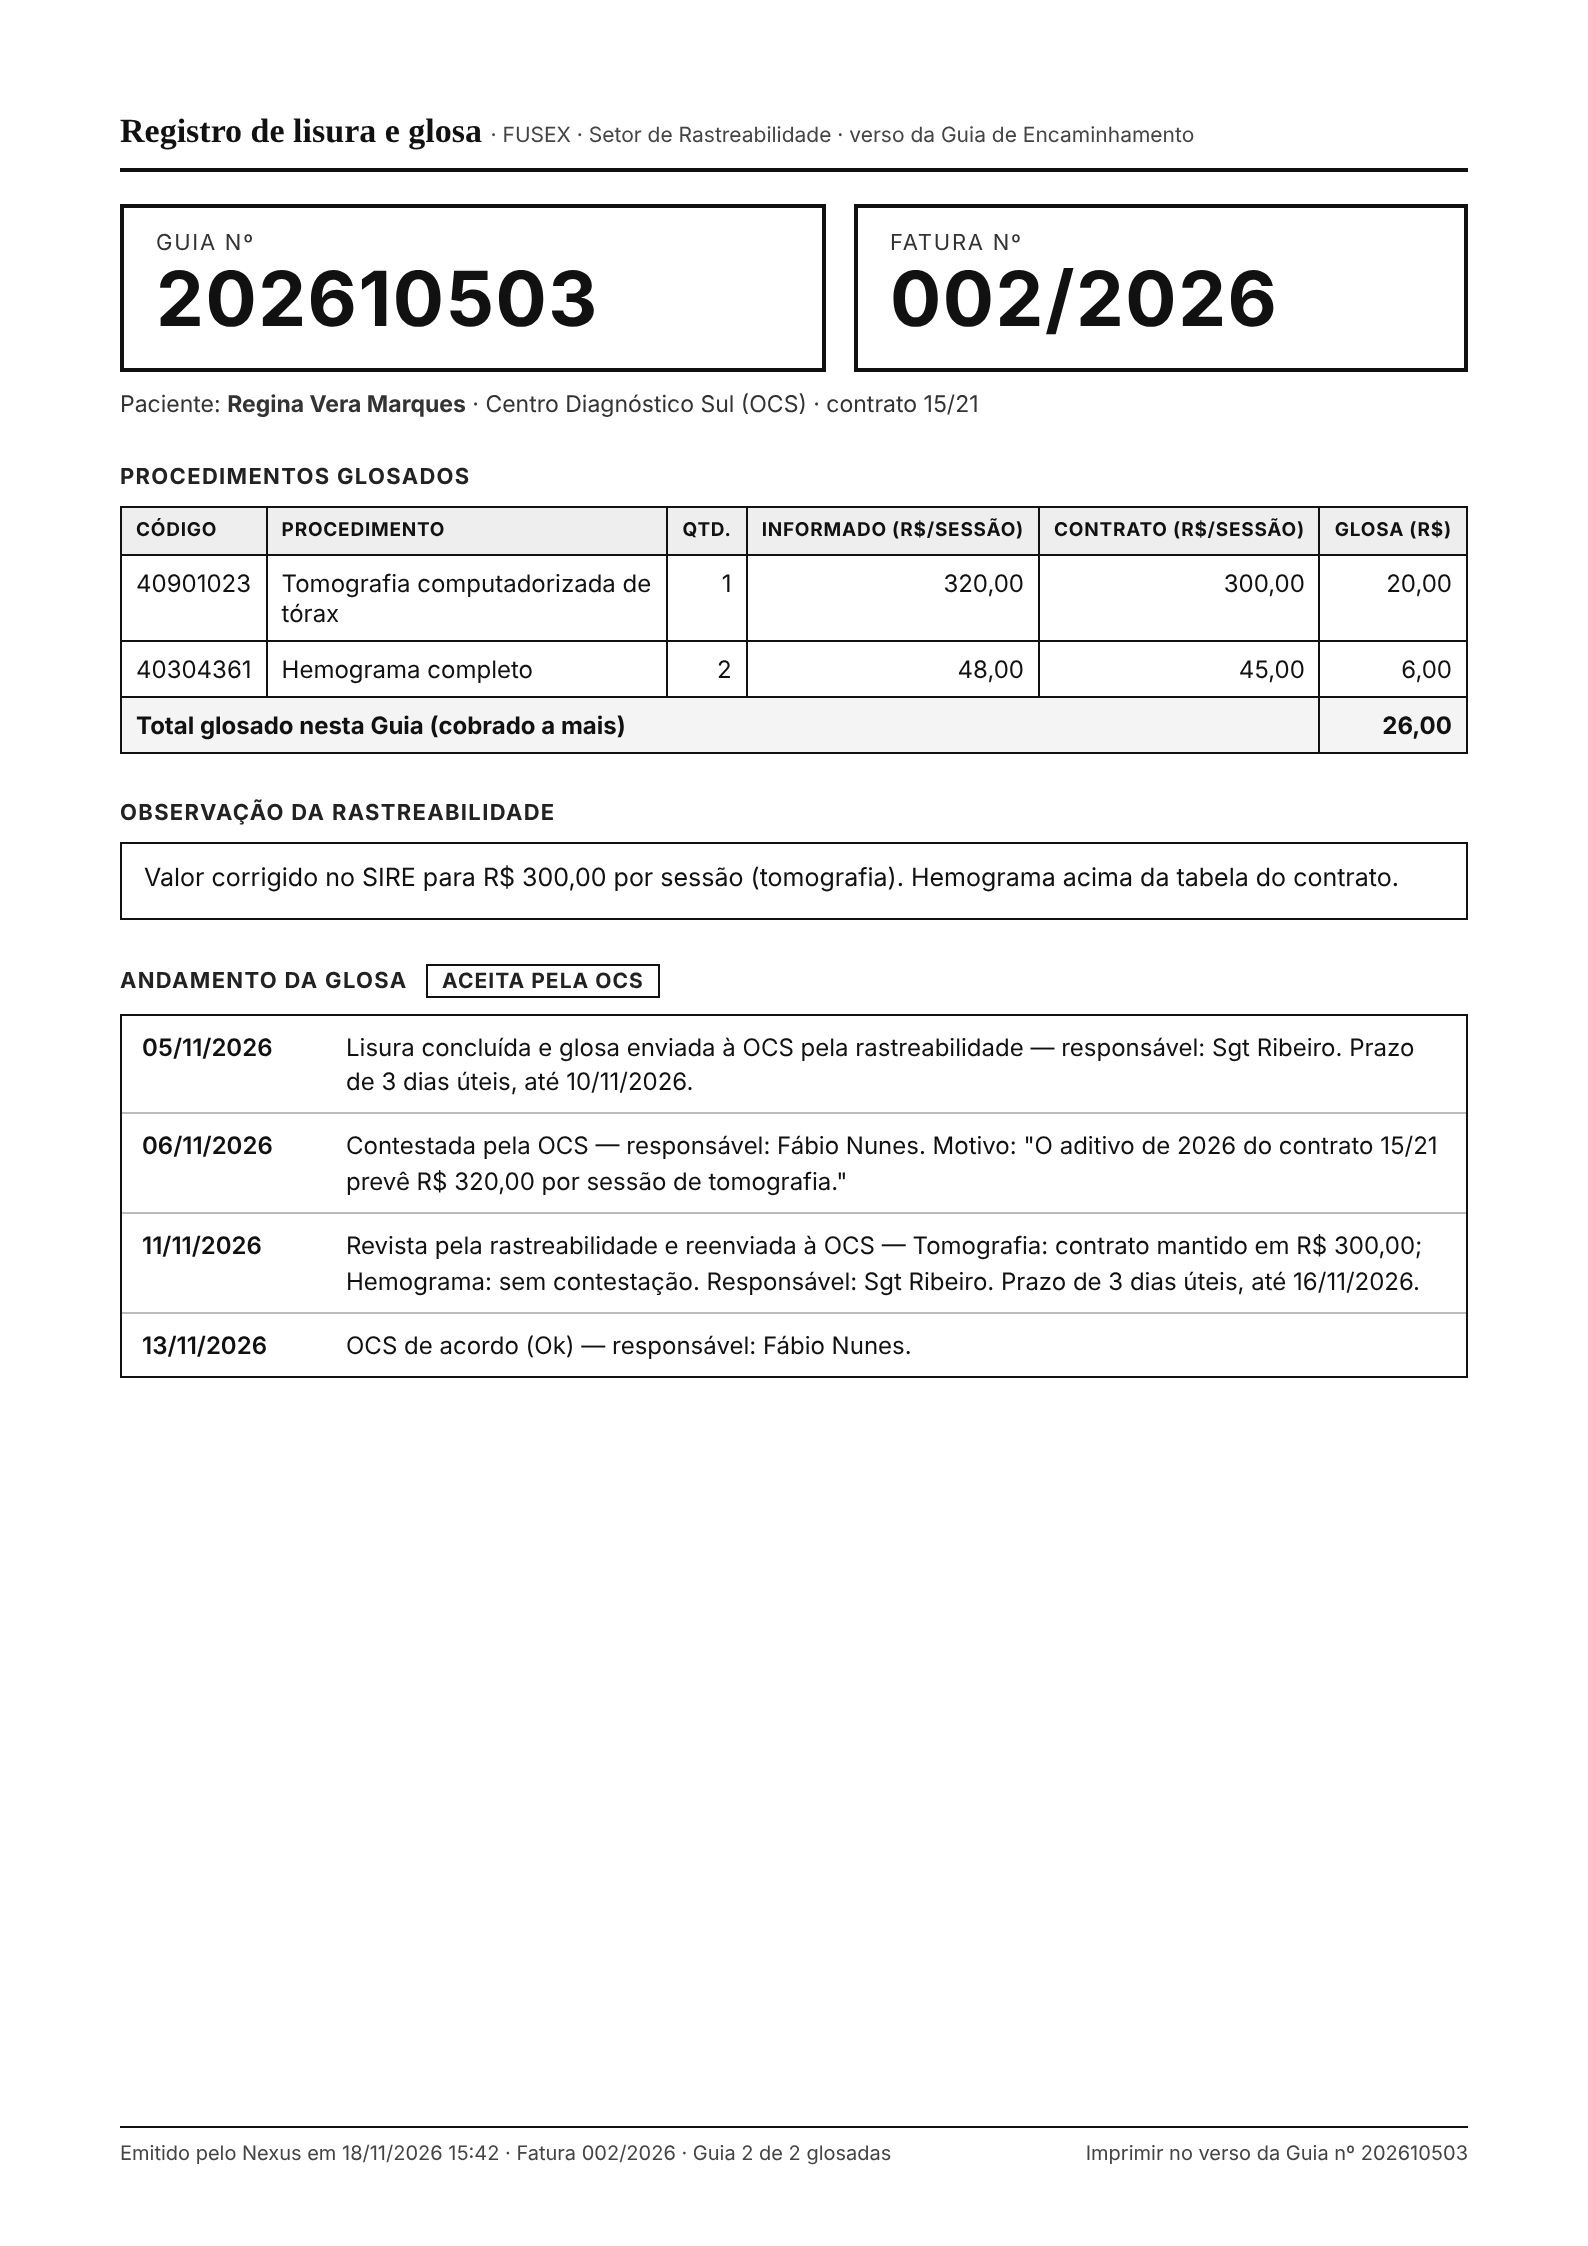 Registro de lisura e glosa · FUSEX · Setor de Rastreabilidade · verso da Guia de Encaminhamento
GUIA Nº
202610503
FATURA Nº
002/2026
Paciente: Regina Vera Marques · Centro Diagnóstico Sul (OCS) · contrato 15/21
PROCEDIMENTOS GLOSADOS
CÓDIGO PROCEDIMENTO QTD. INFORMADO (R$/SESSÃO) CONTRATO (R$/SESSÃO) GLOSA (R$)
40901023 Tomografia computadorizada de 1 320,00 300,00 20,00
tórax
40304361 Hemograma completo 2 48,00 45,00 6,00
Total glosado nesta Guia (cobrado a mais) 26,00
OBSERVAÇÃO DA RASTREABILIDADE
Valor corrigido no SIRE para R$ 300,00 por sessão (tomografia). Hemograma acima da tabela do contrato.
ANDAMENTO DA GLOSA ACEITA PELA OCS
05/11/2026 Lisura concluída e glosa enviada à OCS pela rastreabilidade — responsável: Sgt Ribeiro. Prazo
de 3 dias úteis, até 10/11/2026.
06/11/2026 Contestada pela OCS — responsável: Fábio Nunes. Motivo: "O aditivo de 2026 do contrato 15/21
prevê R$ 320,00 por sessão de tomografia."
11/11/2026 Revista pela rastreabilidade e reenviada à OCS — Tomografia: contrato mantido em R$ 300,00;
Hemograma: sem contestação. Responsável: Sgt Ribeiro. Prazo de 3 dias úteis, até 16/11/2026.
13/11/2026 OCS de acordo (Ok) — responsável: Fábio Nunes.
Emitido pelo Nexus em 18/11/2026 15:42 · Fatura 002/2026 · Guia 2 de 2 glosadas Imprimir no verso da Guia nº 202610503